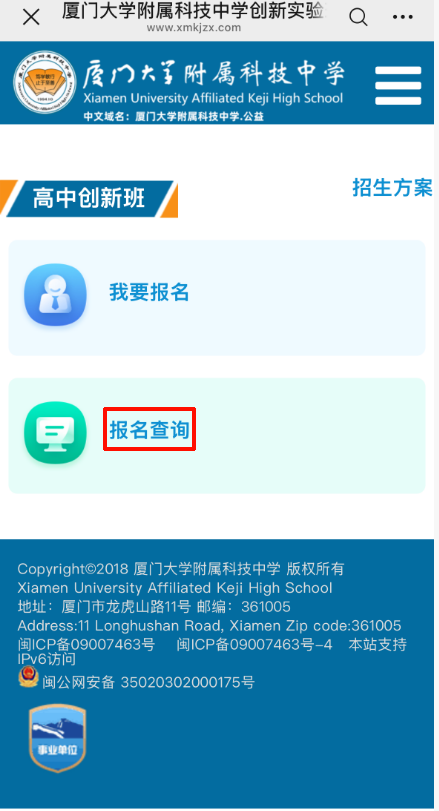 厦门大学附属科技中学创新实验
www.xmkjzx.com
厦门大学附属科技中学
Xiamen University Affiliated Keji High School
中文域名：厦门大学附属科技中学.公益
招生方案
高中创新班
我要报名
报名查询
Copyright©2018 厦门大学附属科技中学 版权所有
Xiamen University Affiliated Keji High School
地址：厦门市龙虎山路11号 邮编：361005
Address:11 Longhushan Road, Xiamen Zip code:361005
闽ICP备09007463号 闽ICP备09007463号-4 本站支持
IPv6访问
闽公网安备 35020302000175号
事业单位